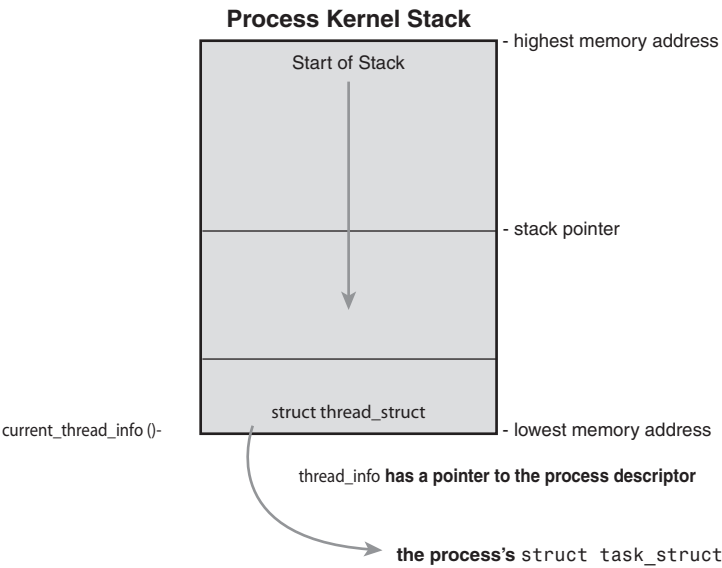 Process Kernel Stack
- highest memory address
Start of Stack
- stack pointer
struct thread_struct
current_thread_info ()-
- lowest memory address
thread_info has a pointer to the process descriptor
the process's struct task_struct